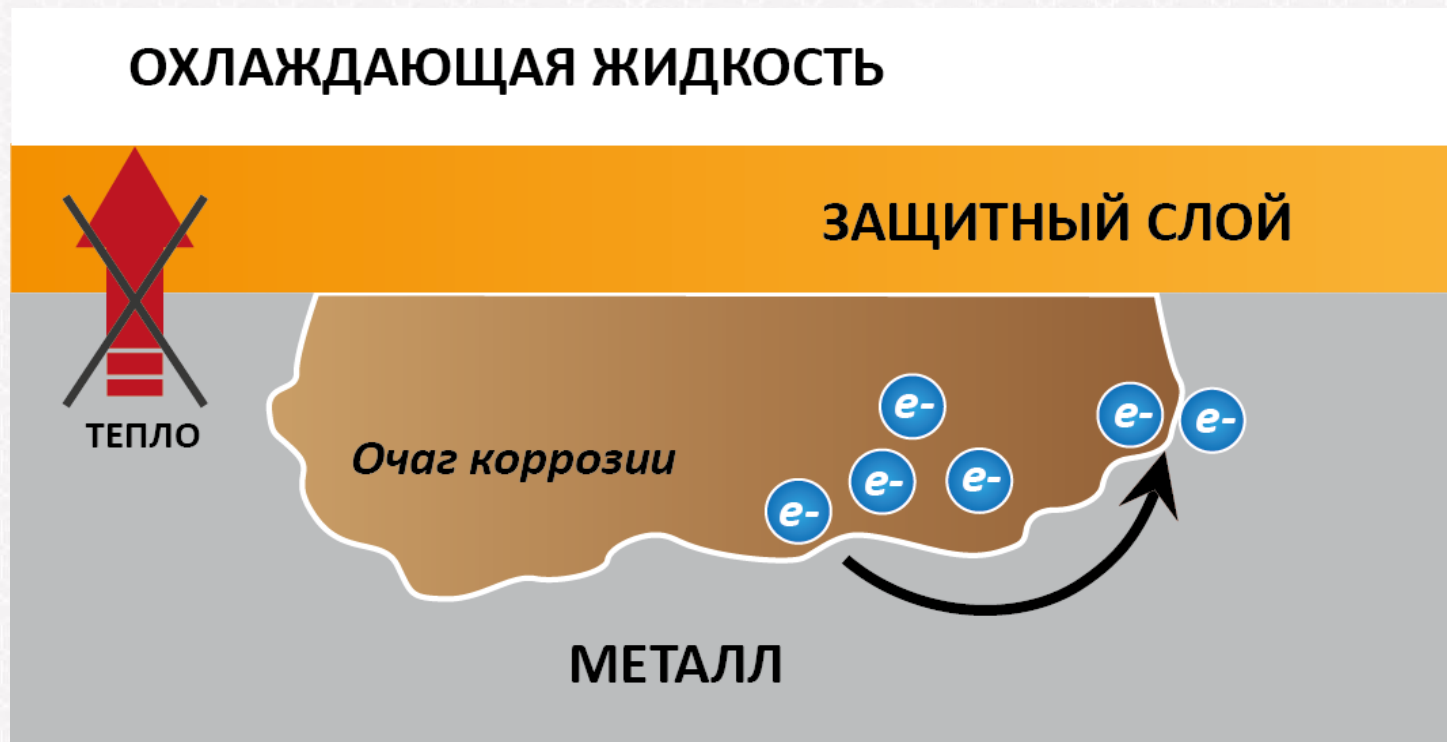 ОХЛАЖДАЮЩАЯ ЖИДКОСТЬ
ЗАЩИТНЫЙ СЛОЙ
ТЕПЛО
Очаг коррозии
e-
e-
e-
e-
e-
e-
МЕТАЛЛ